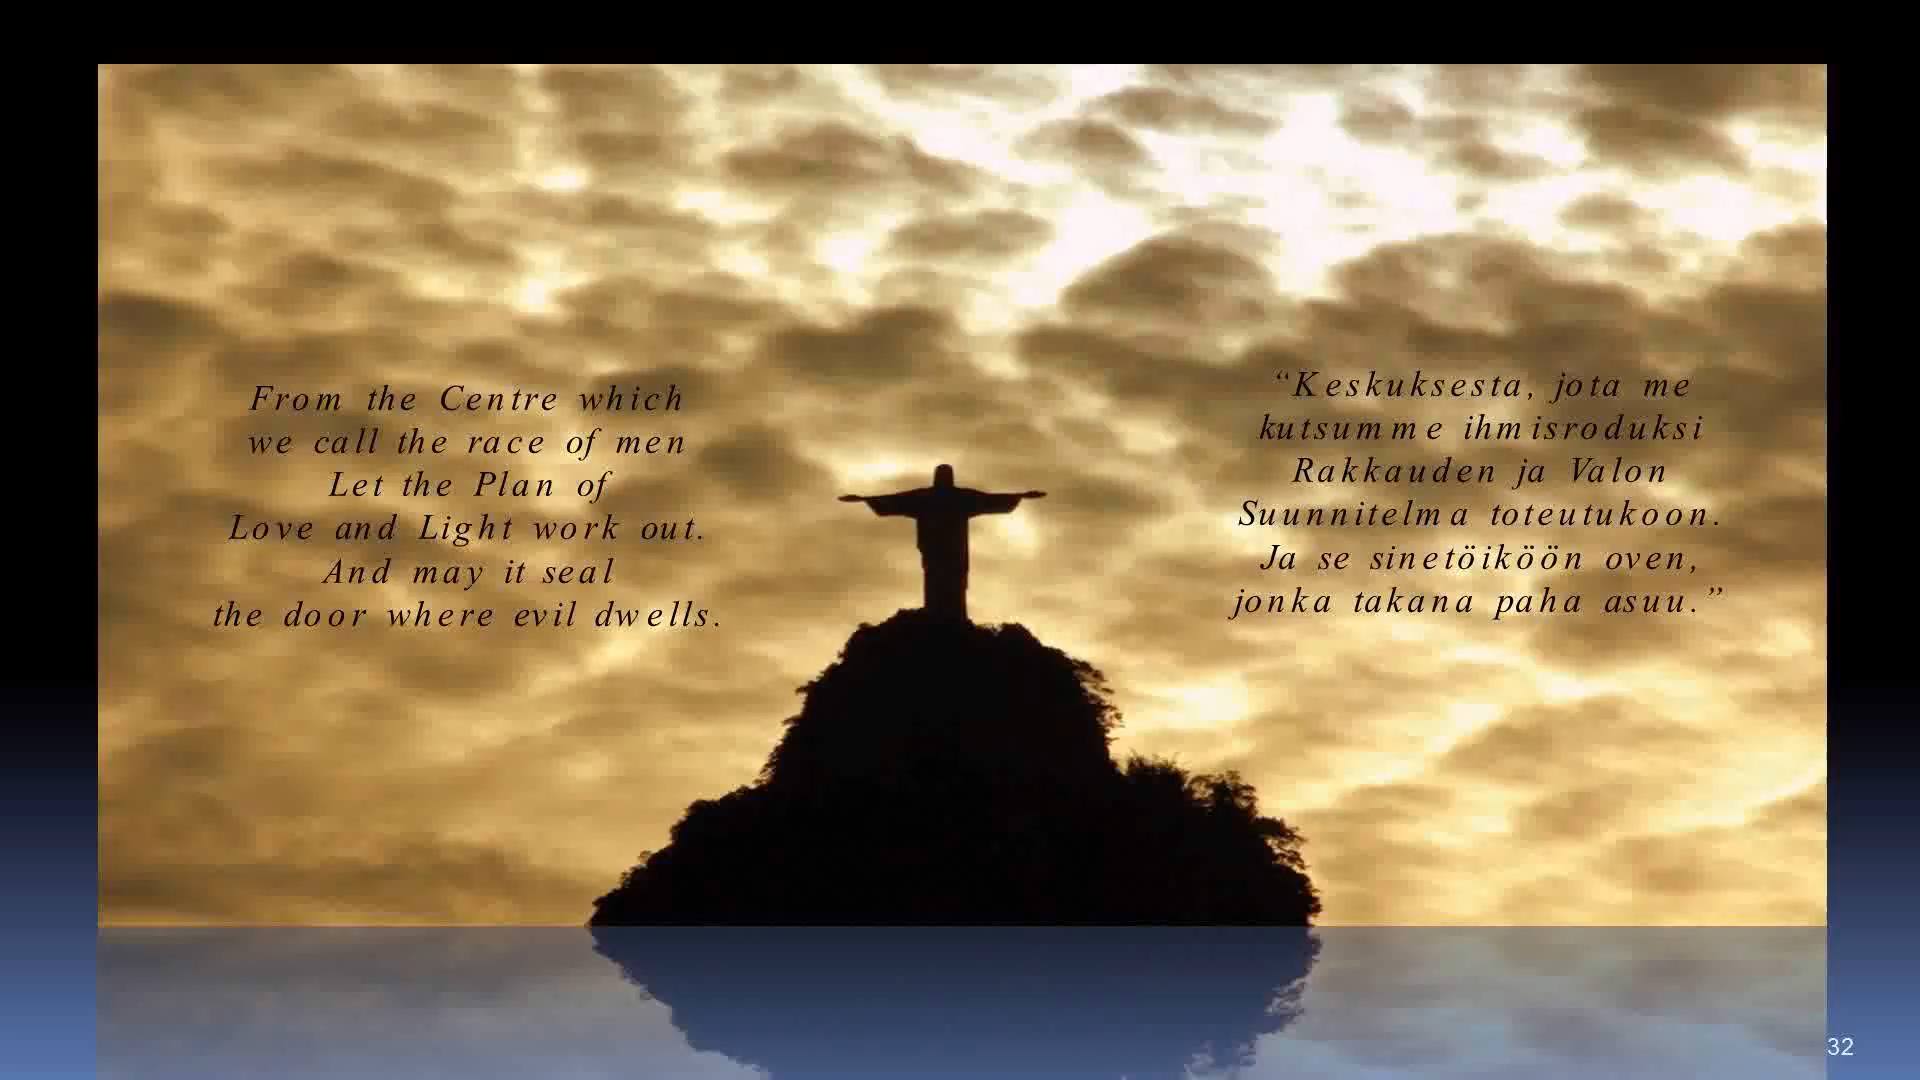 From the Centre which
we call the race of men
Let the Plan of
Love and Light work out.
And may it seal
the door where evil dwells.
“Keskuksesta, jota me
kutsumme ihmisroduksi
Rakkauden ja Valon
Suunnitelma toteutukoon.
Ja se sinetöiköön oven,
jonka takana paha asuu.”
32